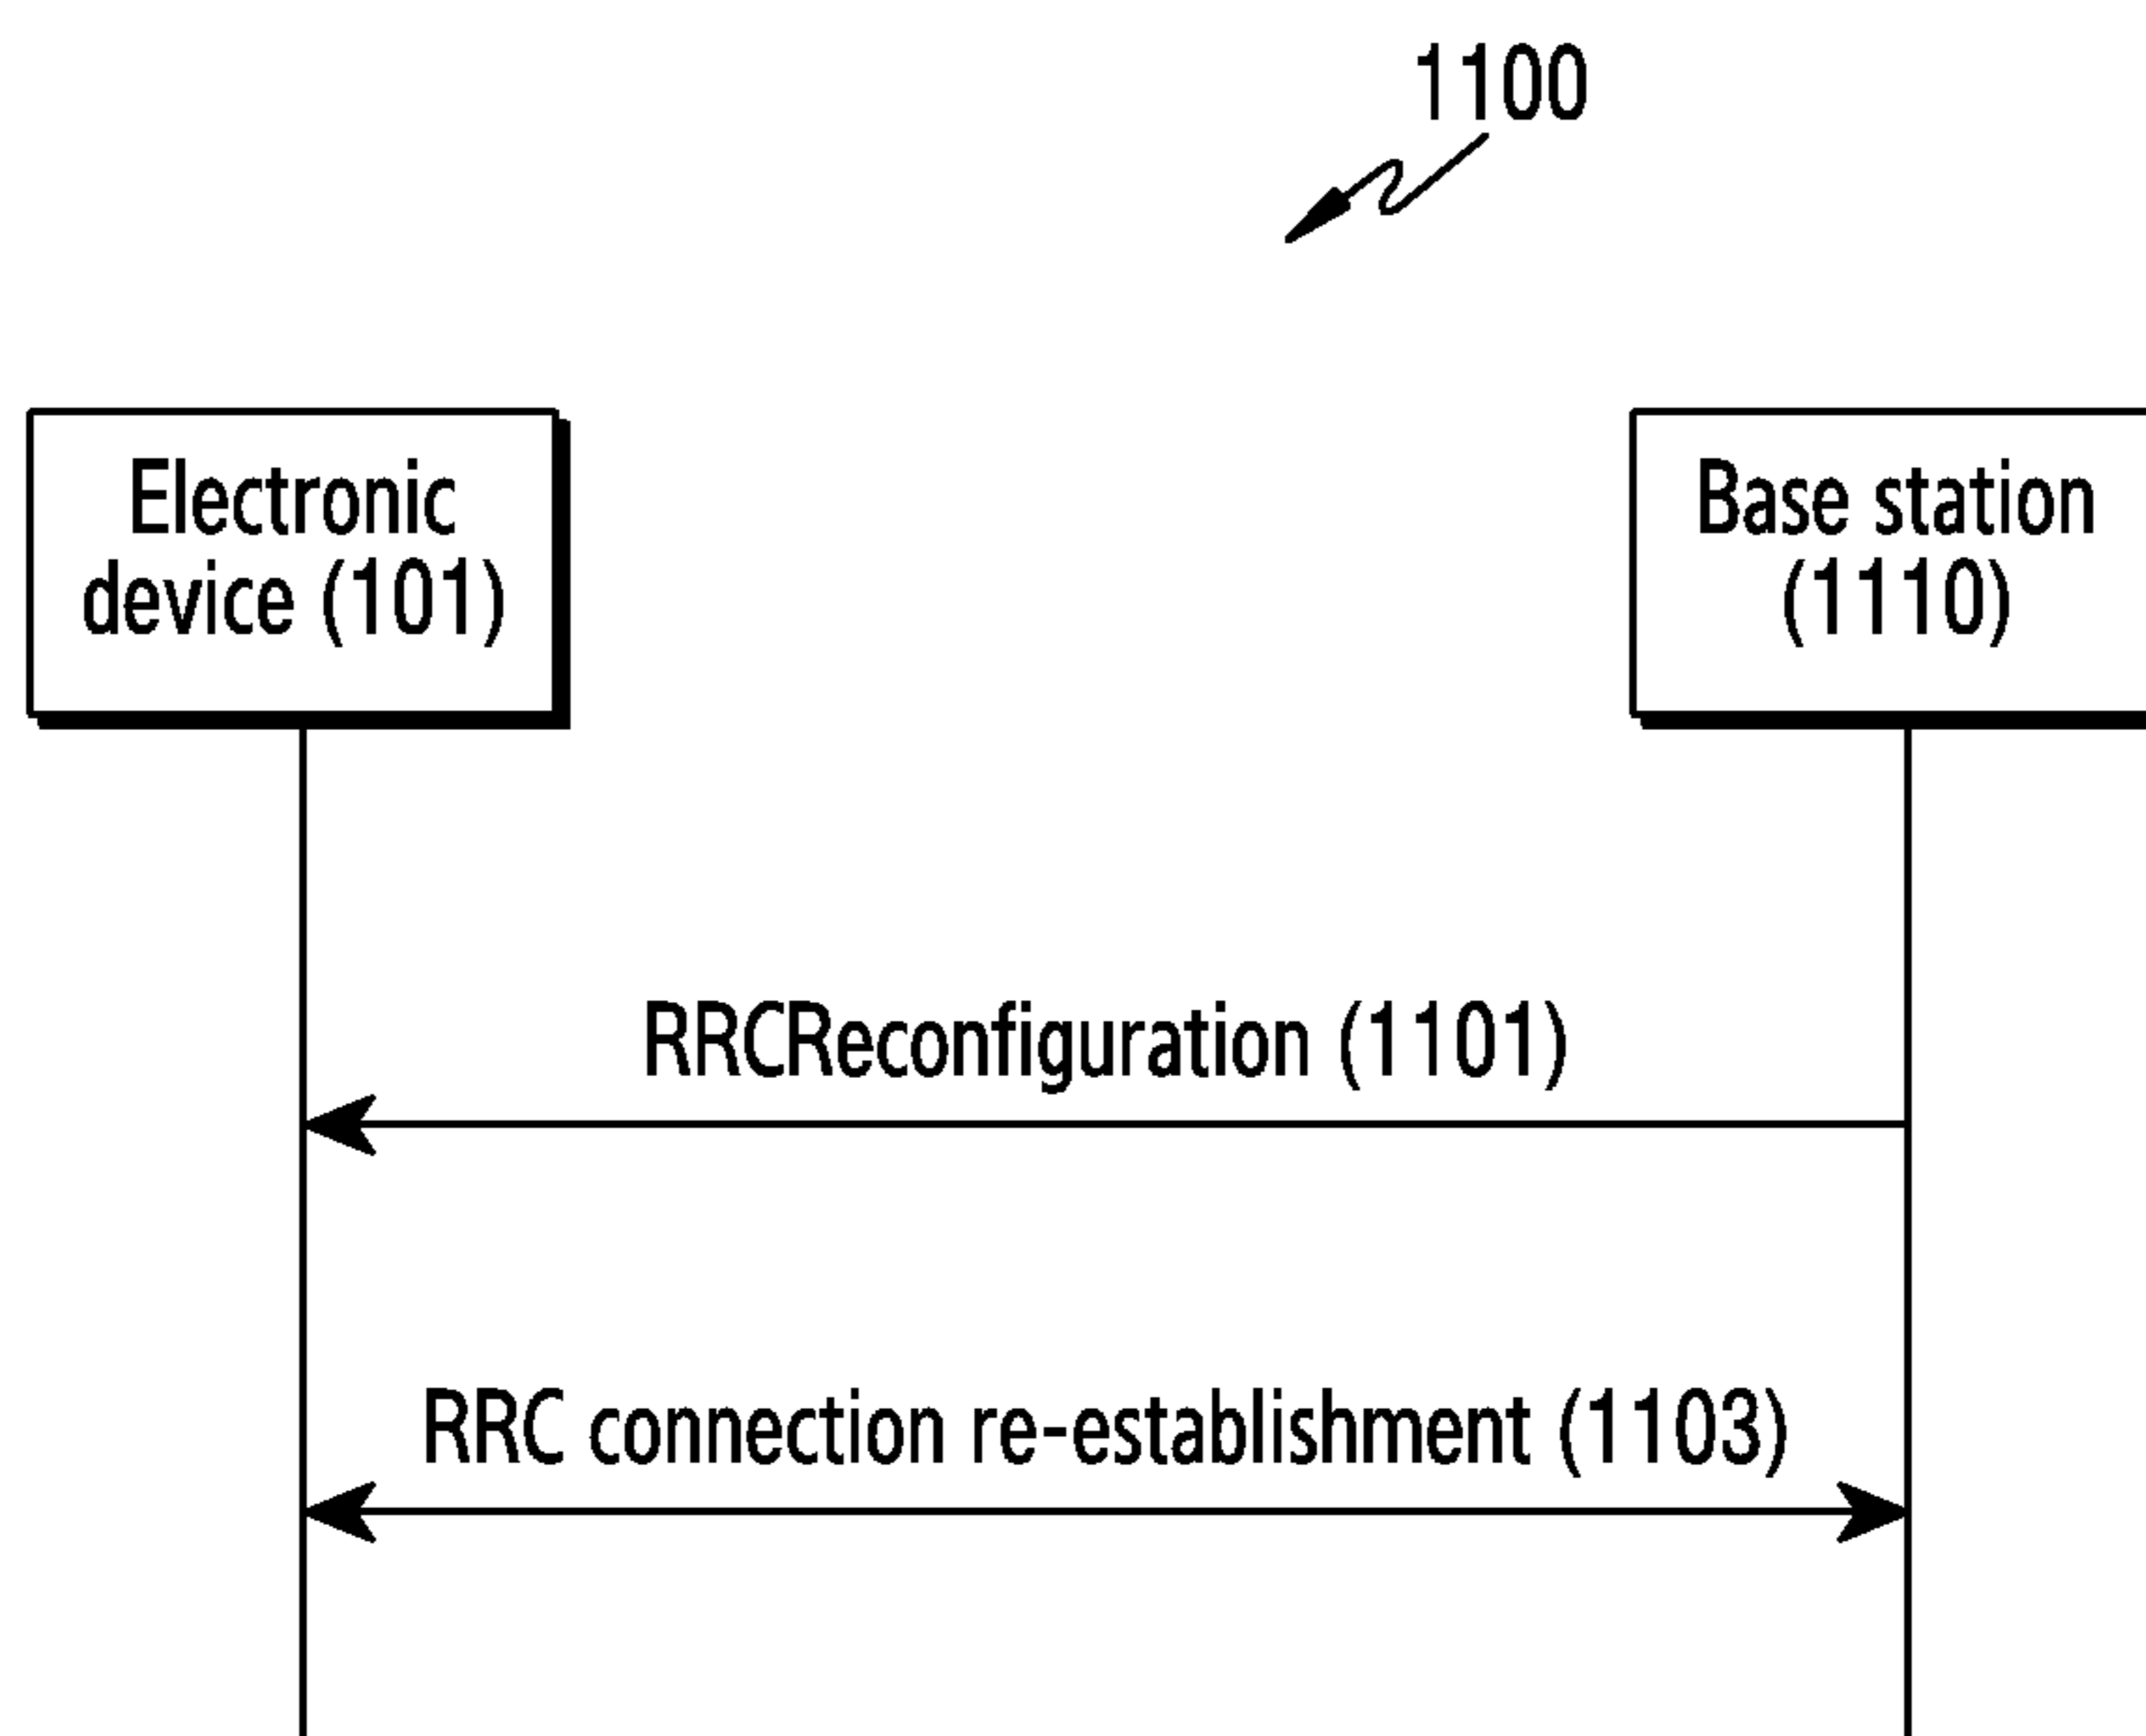 1100
Electronic
device (101)
Base station
(1110)
RRCReconfiguration (1101)
RRC connection re-establishment (1103)